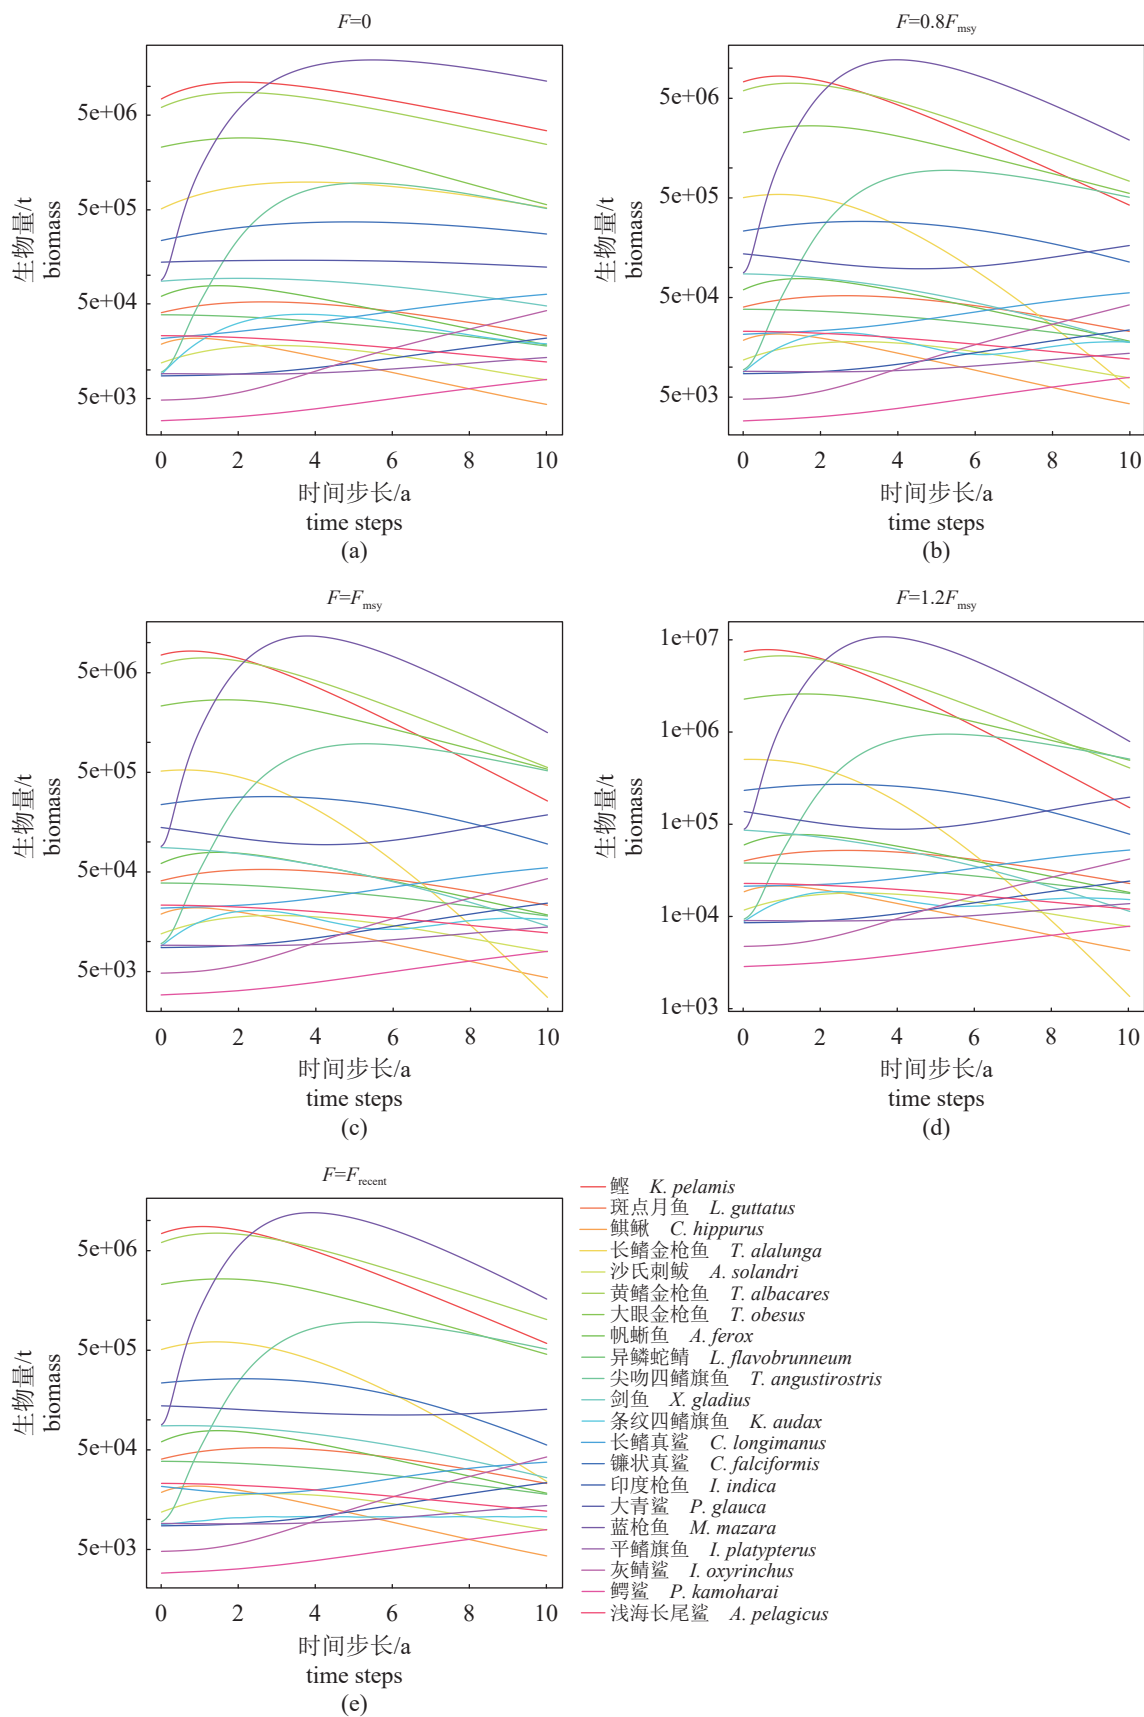 F=0
5e+06
5e+05
5e+04
5e+03
生物量/t
biomass
0 2 4 6 8 10
时间步长/a
time steps
(a)
F=0.8Fmsy
5e+06
5e+05
5e+04
5e+03
生物量/t
biomass
0 2 4 6 8 10
时间步长/a
time steps
(b)
F=Fmsy
5e+06
5e+05
5e+04
5e+03
生物量/t
biomass
0 2 4 6 8 10
时间步长/a
time steps
(c)
F=1.2Fmsy
1e+07
1e+06
1e+05
1e+04
1e+03
生物量/t
biomass
0 2 4 6 8 10
时间步长/a
time steps
(d)
F=Frecent
5e+06
5e+05
5e+04
5e+03
生物量/t
biomass
0 2 4 6 8 10
时间步长/a
time steps
(e)
鲣 K. pelamis
斑点月鱼 L. guttatus
鲯鳅 C. hippurus
长鳍金枪鱼 T. alalunga
沙氏刺鲅 A. solandri
黄鳍金枪鱼 T. albacares
大眼金枪鱼 T. obesus
帆蜥鱼 A. ferox
异鳞蛇鲭 L. flavobrunneum
尖吻四鳍旗鱼 T. angustirostris
剑鱼 X. gladius
条纹四鳍旗鱼 K. audax
长鳍真鲨 C. longimanus
镰状真鲨 C. falciformis
印度枪鱼 I. indica
大青鲨 P. glauca
蓝枪鱼 M. mazara
平鳍旗鱼 I. platypterus
灰鲭鲨 I. oxyrinchus
鳄鲨 P. kamoharai
浅海长尾鲨 A. pelagicus